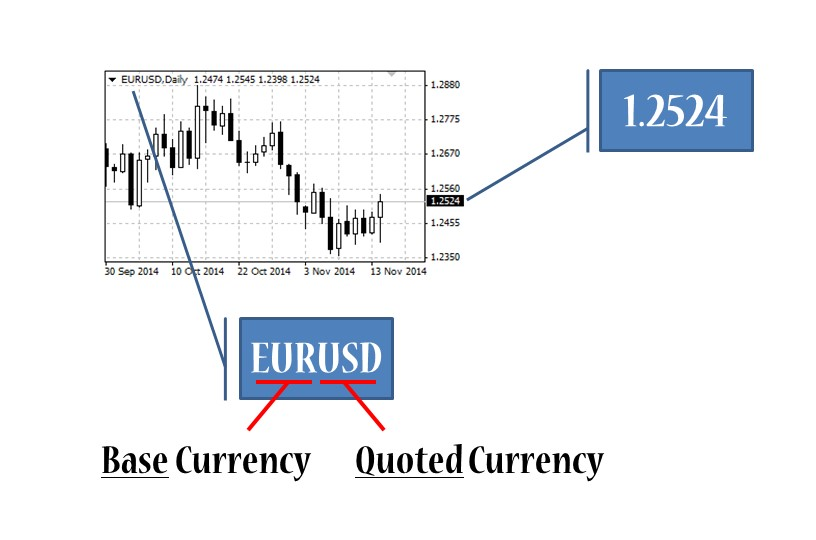 EURUSD,Daily 1.2474 1.2545 1.2398 1.2524
1.2880
1.2775
1.2670
1.2560
1.2524
1.2455
1.2350
30 Sep 2014 10 Oct 2014 22 Oct 2014 3 Nov 2014 13 Nov 2014
1.2524
EURUSD
Base Currency Quoted Currency